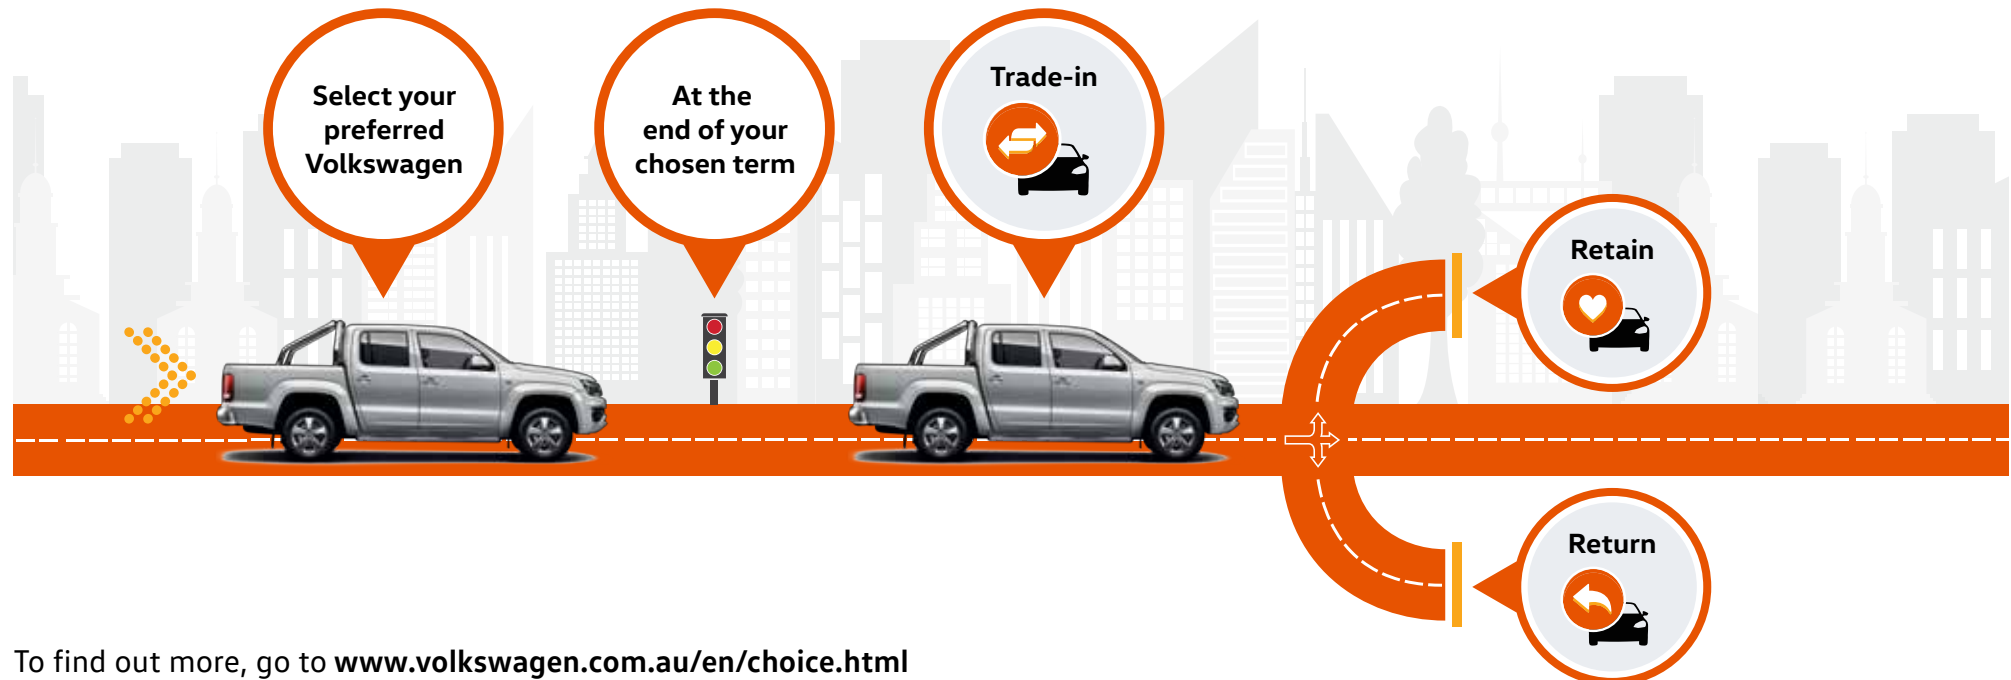 Select your
preferred
Volkswagen
At the
end of your
chosen term
Trade-in
Retain
Return
To find out more, go to www.volkswagen.com.au/en/choice.html